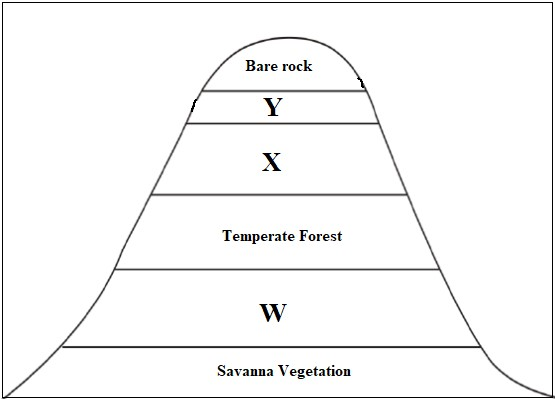 Bare rock
Y
X
Temperate Forest
W
Savanna Vegetation